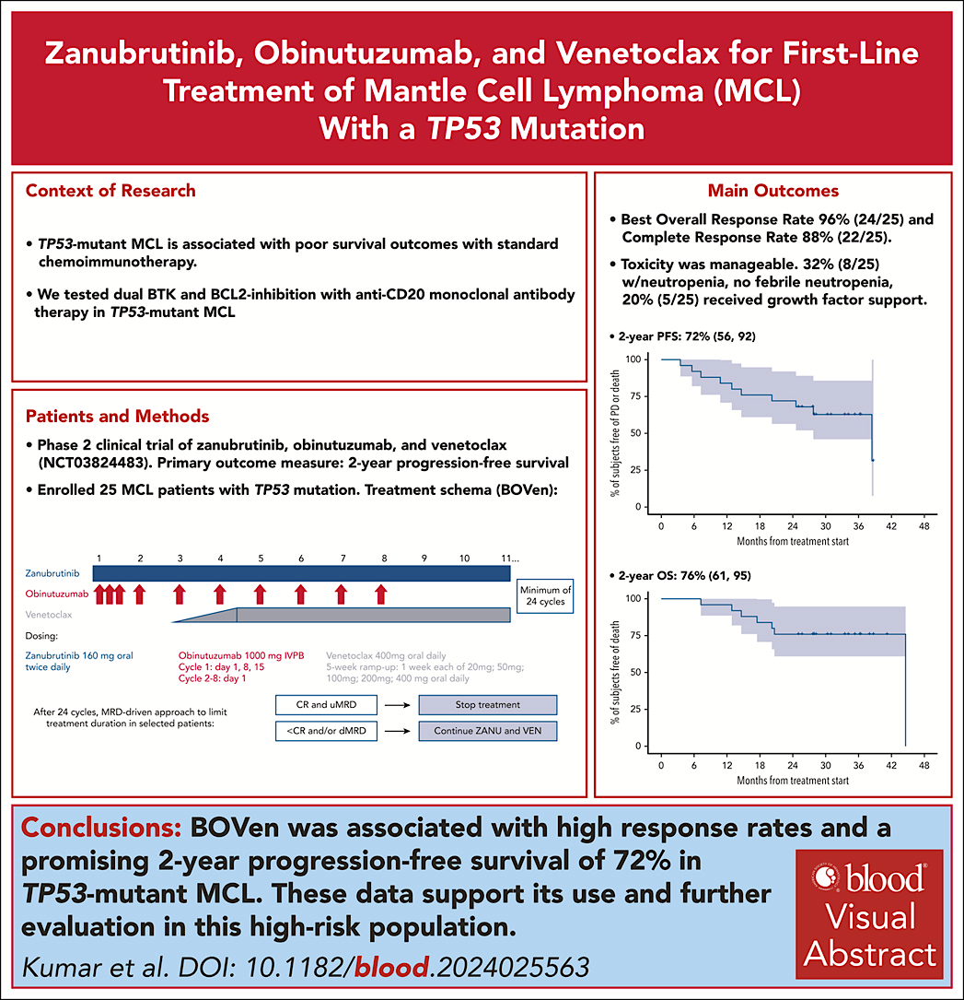 Zanubrutinib, Obinutuzumab, and Venetoclax for First-Line
Treatment of Mantle Cell Lymphoma (MCL)
With a TP53 Mutation
Context of Research
• TP53-mutant MCL is associated with poor survival outcomes with standard
chemoimmunotherapy.
• We tested dual BTK and BCL2-inhibition with anti-CD20 monoclonal antibody
therapy in TP53-mutant MCL
Patients and Methods
• Phase 2 clinical trial of zanubrutinib, obinutuzumab, and venetoclax
(NCT03824483). Primary outcome measure: 2-year progression-free survival
• Enrolled 25 MCL patients with TP53 mutation. Treatment schema (BOVen):
1 2 3 4 5 6 7 8 9 10 11...
Zanubrutinib
Obinutuzumab
Venetoclax
Minimum of
24 cycles
Dosing:
Zanubrutinib 160 mg oral
twice daily
Obinutuzumab 1000 mg IVPB
Cycle 1: day 1, 8, 15
Cycle 2-8: day 1
Venetoclax 400mg oral daily
5-week ramp-up: 1 week each of 20mg; 50mg;
100mg; 200mg; 400 mg oral daily
After 24 cycles, MRD-driven approach to limit
treatment duration in selected patients:
CR and uMRD
Stop treatment
<CR and/or dMRD
Continue ZANU and VEN
Main Outcomes
• Best Overall Response Rate 96% (24/25) and
Complete Response Rate 88% (22/25).
• Toxicity was manageable. 32% (8/25)
w/neutropenia, no febrile neutropenia,
20% (5/25) received growth factor support.
• 2-year PFS: 72% (56, 92)
% of subjects free of PD or death
100
75
50
25
0
0 6 12 18 24 30 36 42 48
Months from treatment start
• 2-year OS: 76% (61, 95)
% of subjects free of death
100
75
50
25
0
0 6 12 18 24 30 36 42 48
Months from treatment start
Conclusions: BOVen was associated with high response rates and a
promising 2-year progression-free survival of 72% in
TP53-mutant MCL. These data support its use and further
evaluation in this high-risk population.
Kumar et al. DOI: 10.1182/blood.2024025563
blood®
Visual
Abstract